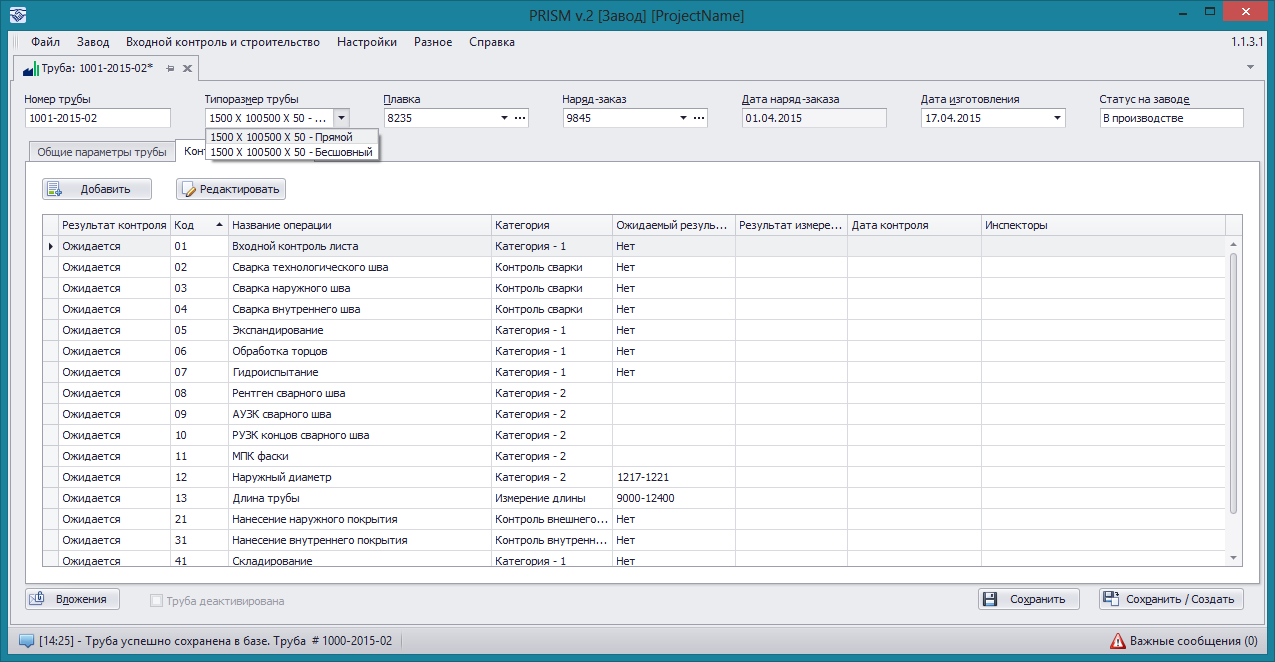 PRISM v.2 [Завод] [ProjectName]
Файл Завод Входной контроль и строительство Настройки Разное Справка 1.1.3.1
Труба: 1001-2015-02*
Номер трубы Типоразмер трубы Плавка Наряд-заказ Дата наряд-заказа Дата изготовления Статус на заводе
1001-2015-02 1500 X 100500 X 50 - ... 8235 9845 01.04.2015 17.04.2015 В производстве
1500 X 100500 X 50 - Прямой
1500 X 100500 X 50 - Бесшовный
Общие параметры трубы
Добавить Редактировать
Результат контроля Код Название операции Категория Ожидаемый резуль... Результат измере... Дата контроля Инспекторы
Ожидается 01 Входной контроль листа Категория - 1 Нет
Ожидается 02 Сварка технологического шва Контроль сварки Нет
Ожидается 03 Сварка наружного шва Контроль сварки Нет
Ожидается 04 Сварка внутреннего шва Контроль сварки Нет
Ожидается 05 Экспандирование Категория - 1 Нет
Ожидается 06 Обработка торцов Категория - 1 Нет
Ожидается 07 Гидроиспытание Категория - 1 Нет
Ожидается 08 Рентген сварного шва Категория - 2
Ожидается 09 АУЗК сварного шва Категория - 2
Ожидается 10 РУЗК концов сварного шва Категория - 2
Ожидается 11 МПК фаски Категория - 2
Ожидается 12 Наружный диаметр Категория - 2 1217-1221
Ожидается 13 Длина трубы Измерение длины 9000-12400
Ожидается 21 Нанесение наружного покрытия Контроль внешнего... Нет
Ожидается 31 Нанесение внутреннего покрытия Контроль внутренн... Нет
Ожидается 41 Складирование Категория - 1 Нет
Вложения Труба деактивирована Сохранить Сохранить / Создать
[14:25] - Труба успешно сохранена в базе. Труба # 1000-2015-02 Важные сообщения (0)